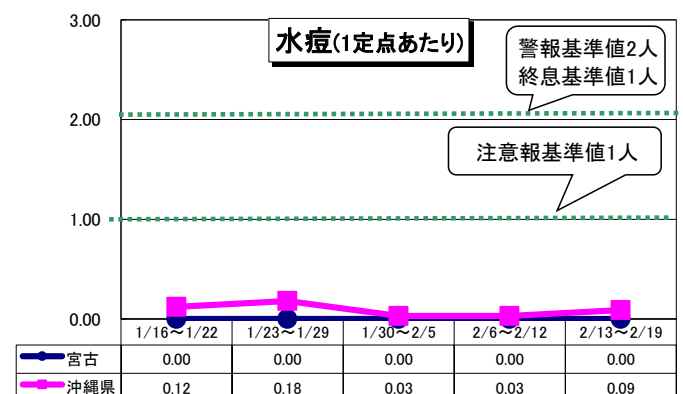 水痘(1定点あたり)
警報基準値2人
終息基準値1人
注意報基準値1人
3.00
2.00
1.00
0.00
1/16～1/22 1/23～1/29 1/30～2/5 2/6～2/12 2/13～2/19
宮古 0.00 0.00 0.00 0.00 0.00
沖縄県 0.12 0.18 0.03 0.03 0.09